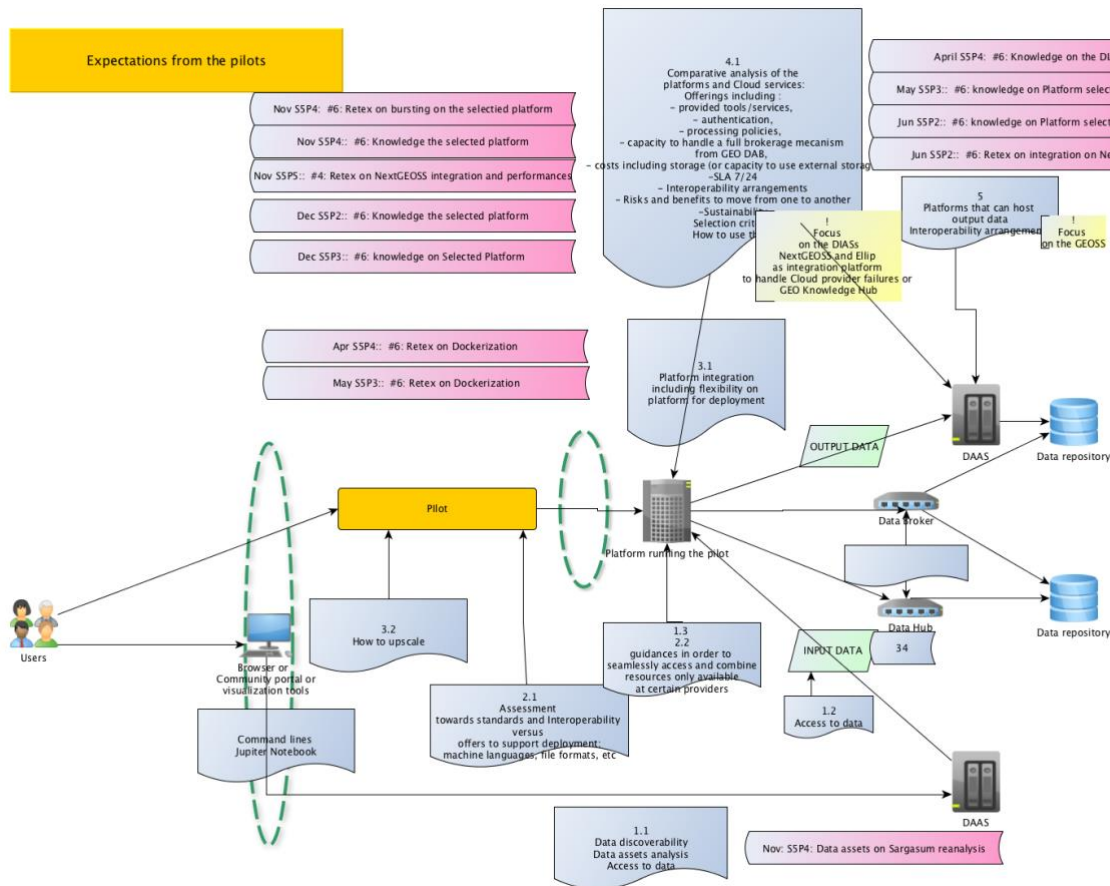 Expectations from the pilots
Nov S5P4:  #6: Retex on bursting on the selectied platform
Nov S5P4::  #6: Knowledge the selected platform
Nov S5P5::  #4: Retex on NextGEOSS integration and performances
Dec S5P2::  #6: Knowledge the selected platform
Dec S5P3::  #6: knowledge on Selected Platform
Apr S5P4::  #6: Retex on Dockerization
May S5P3::  #6: Retex on Dockerization
4.1
Comparative analysis of the
platforms and Cloud services:
Offerings including :
- provided tools/services,
- authentication,
- processing policies,
- capacity to handle a full brokerage mecanism
from GEO DAB,
- costs including storage (or capacity to use external storag
-SLA 7/24
- Interoperability arrangements
- Risks and benefits to move from one to another
-Sustainability
Selection crit
How to use th
!
Focus
on the DIASs
NextGEOSS and Ellip
as integration platform
to handle Cloud provider failures or
GEO Knowledge Hub
April S5P4:  #6: Knowledge on the DL
May S5P3::  #6: knowledge on Platform select
Jun S5P2::  #6: knowledge on Platform select
Jun S5P2::  #6: Retex on integration on Ne
5
Platforms that can host
output data
Interoperability arrangement
!
Focus
on the GEOSS
3.1
Platform integration
including flexibility on
platform for deployment
OUTPUT DATA
DAAS
Data repository
Pilot
Platform running the pilot
Data Broker
Data Hub
Data repository
34
Users
Browser or
Community portal or
visualization tools
3.2
How to upscale
1.3
2.2
guidances in order to
seamlessly access and combine
resources only available
at certain providers
INPUT DATA
1.2
Access to data
Command lines
Jupiter Notebook
2.1
Assessment
towards standards and Interoperability
versus
offers to support deployment:
machine languages, file formats, etc
DAAS
1.1
Data discoverability
Data assets analysis
Access to data
Nov: S5P4: Data assets on Sargasum reanalysis